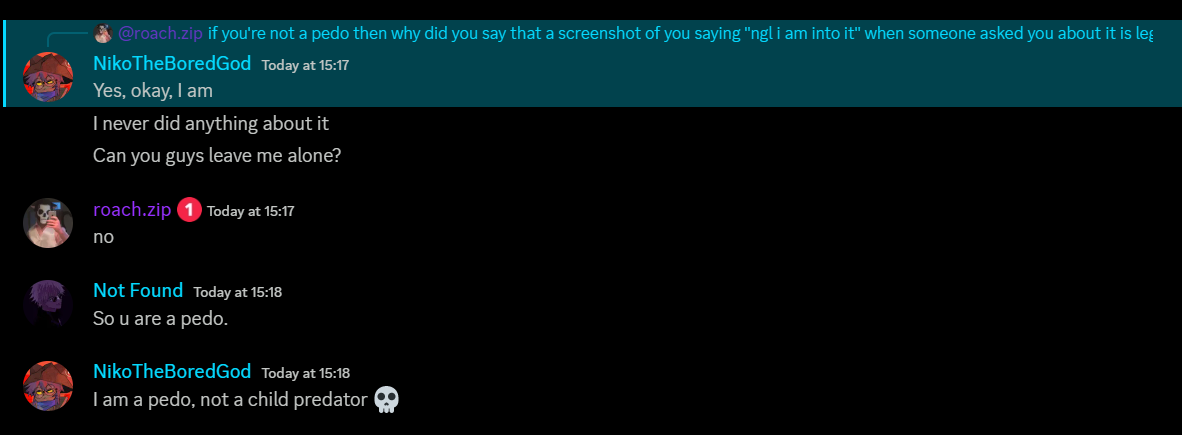 @roach.zip if you're not a pedo then why did you say that a screenshot of you saying "ngl i am into it" when someone asked you about it is
NikoTheBoredGod Today at 15:17
Yes, okay, I am
I never did anything about it
Can you guys leave me alone?
roach.zip 1 Today at 15:17
no
Not Found Today at 15:18
So u are a pedo.
NikoTheBoredGod Today at 15:18
I am a pedo, not a child predator 💀